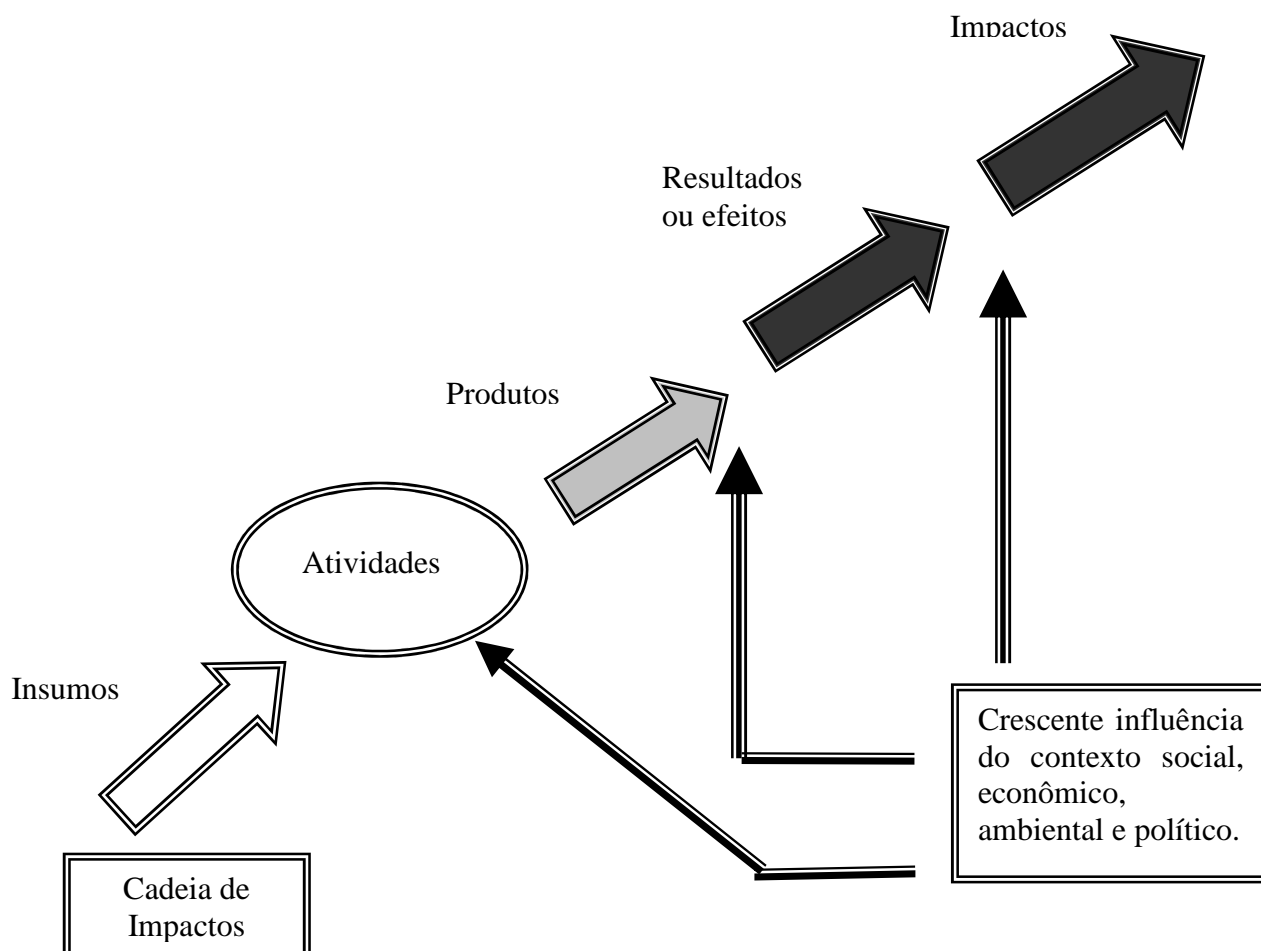 Impactos
Resultados
ou efeitos
Produtos
Atividades
Insumos
Crescente influência
do contexto social,
econômico,
ambiental e político.
Cadeia de
Impactos